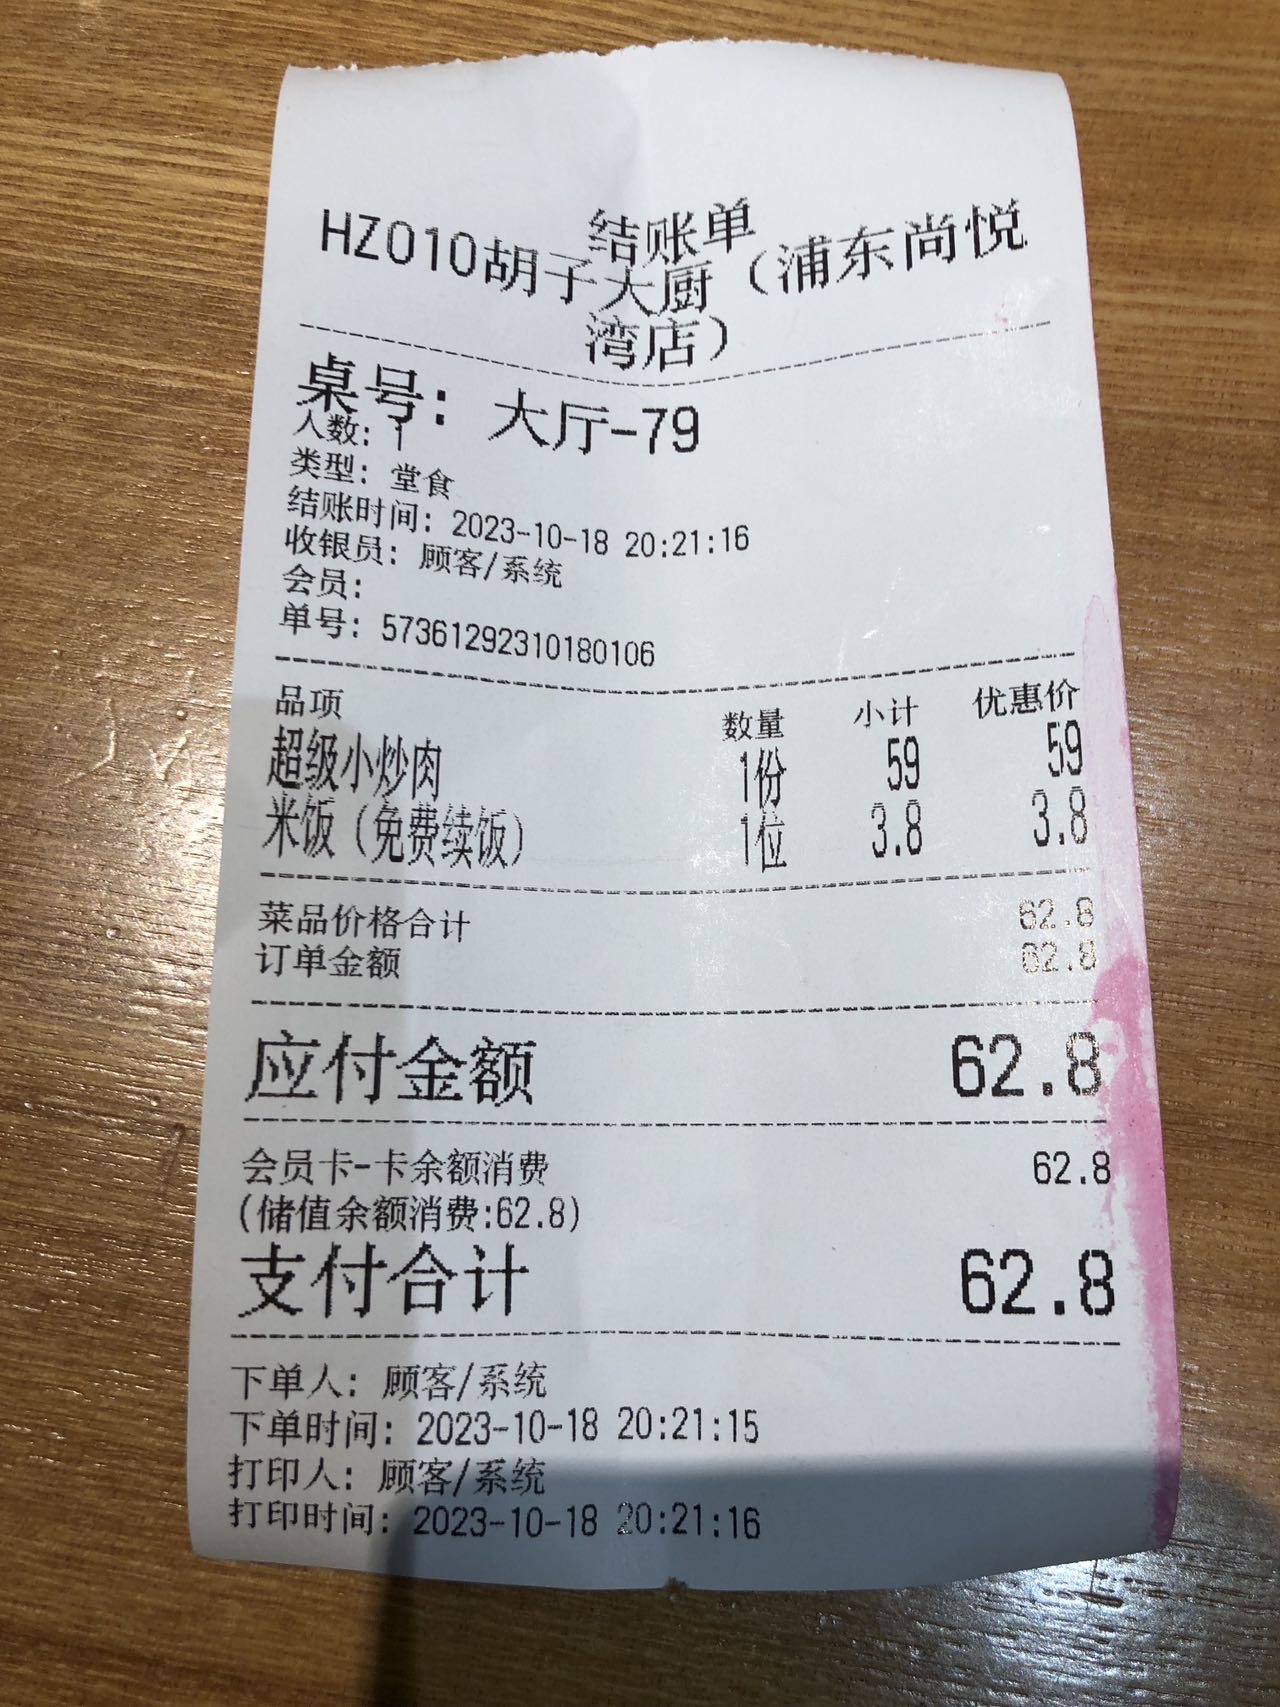 结账单
HZ010胡子大厨（浦东尚悦
湾店）
桌号: 大厅-79
人数: 1
类型: 堂食
结账时间: 2023-10-18 20:21:16
收银员: 顾客/系统
会员:
单号: 573612923101801​06
品项 数量 小计 优惠价
超级小炒肉 1份 59 59
米饭（免费续饭） 1位 3.8 3.8
菜品价格合计 62.8
订单金额 62.8
应付金额 62.8
会员卡-卡余额消费 62.8
(储值余额消费:62.8)
支付合计 62.8
下单人: 顾客/系统
下单时间: 2023-10-18 20:21:15
打印人: 顾客/系统
打印时间: 2023-10-18 20:21:16